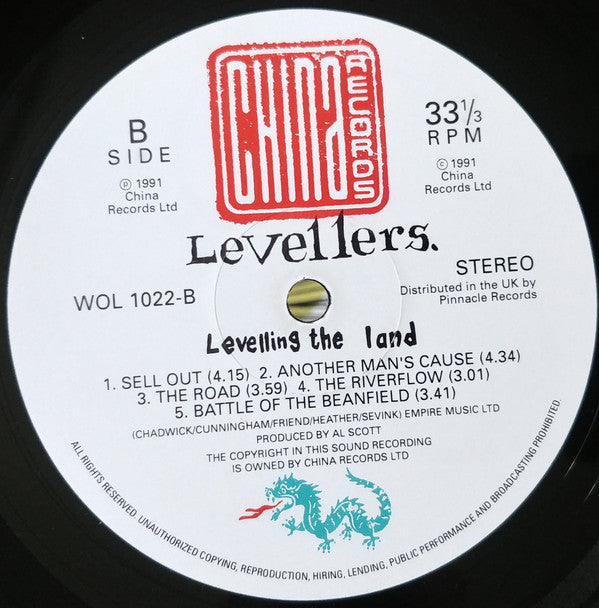 CHINA
RECORDS
B
SIDE
℗ 1991
China
Records Ltd
33⅓
RPM
© 1991
China
Records Ltd
Levellers.
WOL 1022-B
STEREO
Distributed in the UK by
Pinnacle Records
Levelling the land
1. SELL OUT (4.15) 2. ANOTHER MAN'S CAUSE (4.34)
3. THE ROAD (3.59) 4. THE RIVERFLOW (3.01)
5. BATTLE OF THE BEANFIELD (3.41)
(CHADWICK/CUNNINGHAM/FRIEND/HEATHER/SEVINK) EMPIRE MUSIC LTD
PRODUCED BY AL SCOTT
THE COPYRIGHT IN THIS SOUND RECORDING
IS OWNED BY CHINA RECORDS LTD
ALL RIGHTS RESERVED. UNAUTHORIZED COPYING, REPRODUCTION, HIRING, LENDING, PUBLIC PERFORMANCE AND BROADCASTING PROHIBITED.